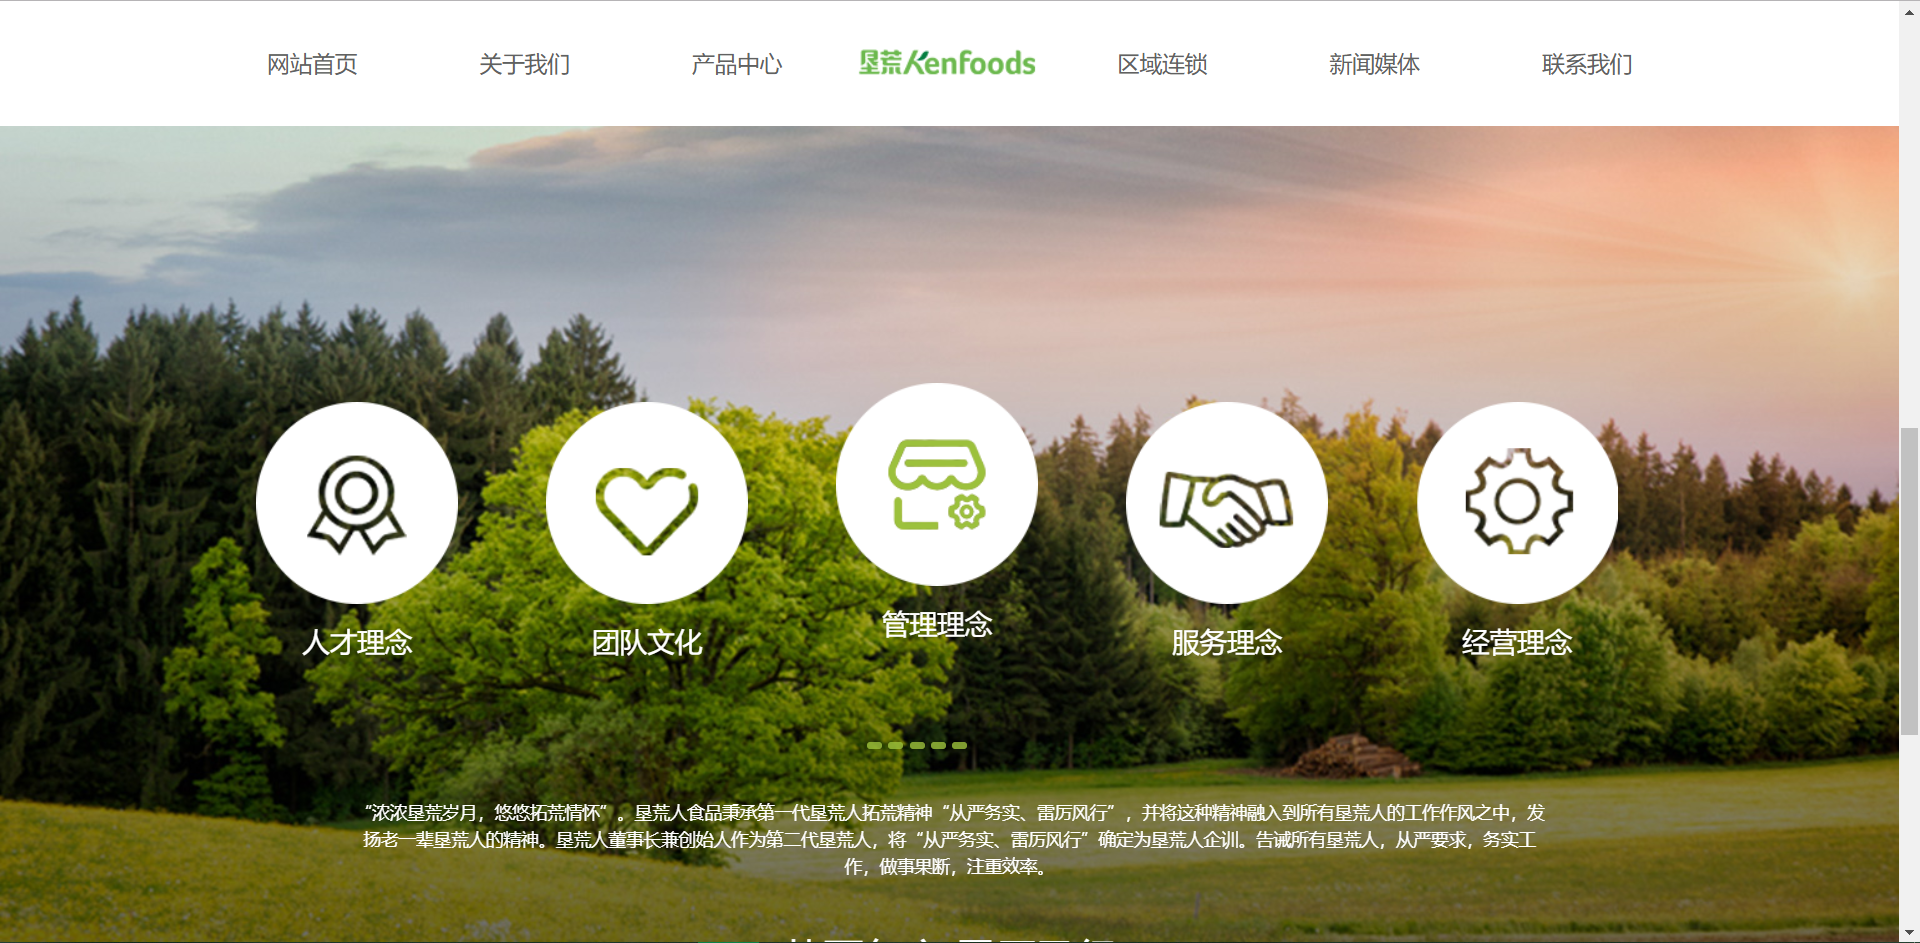 网站首页
关于我们
产品中心
垦荒Kenfoods
区域连锁
新闻媒体
联系我们
人才理念
团队文化
管理理念
服务理念
经营理念
“浓浓垦荒岁月，悠悠拓荒情怀”。垦荒人食品秉承第一代垦荒人拓荒精神“从严务实、雷厉风行”，并将这种精神融入到所有垦荒人的工作作风之中，发
扬老一辈垦荒人的精神。垦荒人董事长兼创始人作为第二代垦荒人，将“从严务实、雷厉风行”确定为垦荒人企训。告诫所有垦荒人，从严要求，务实工
作，做事果断，注重效率。